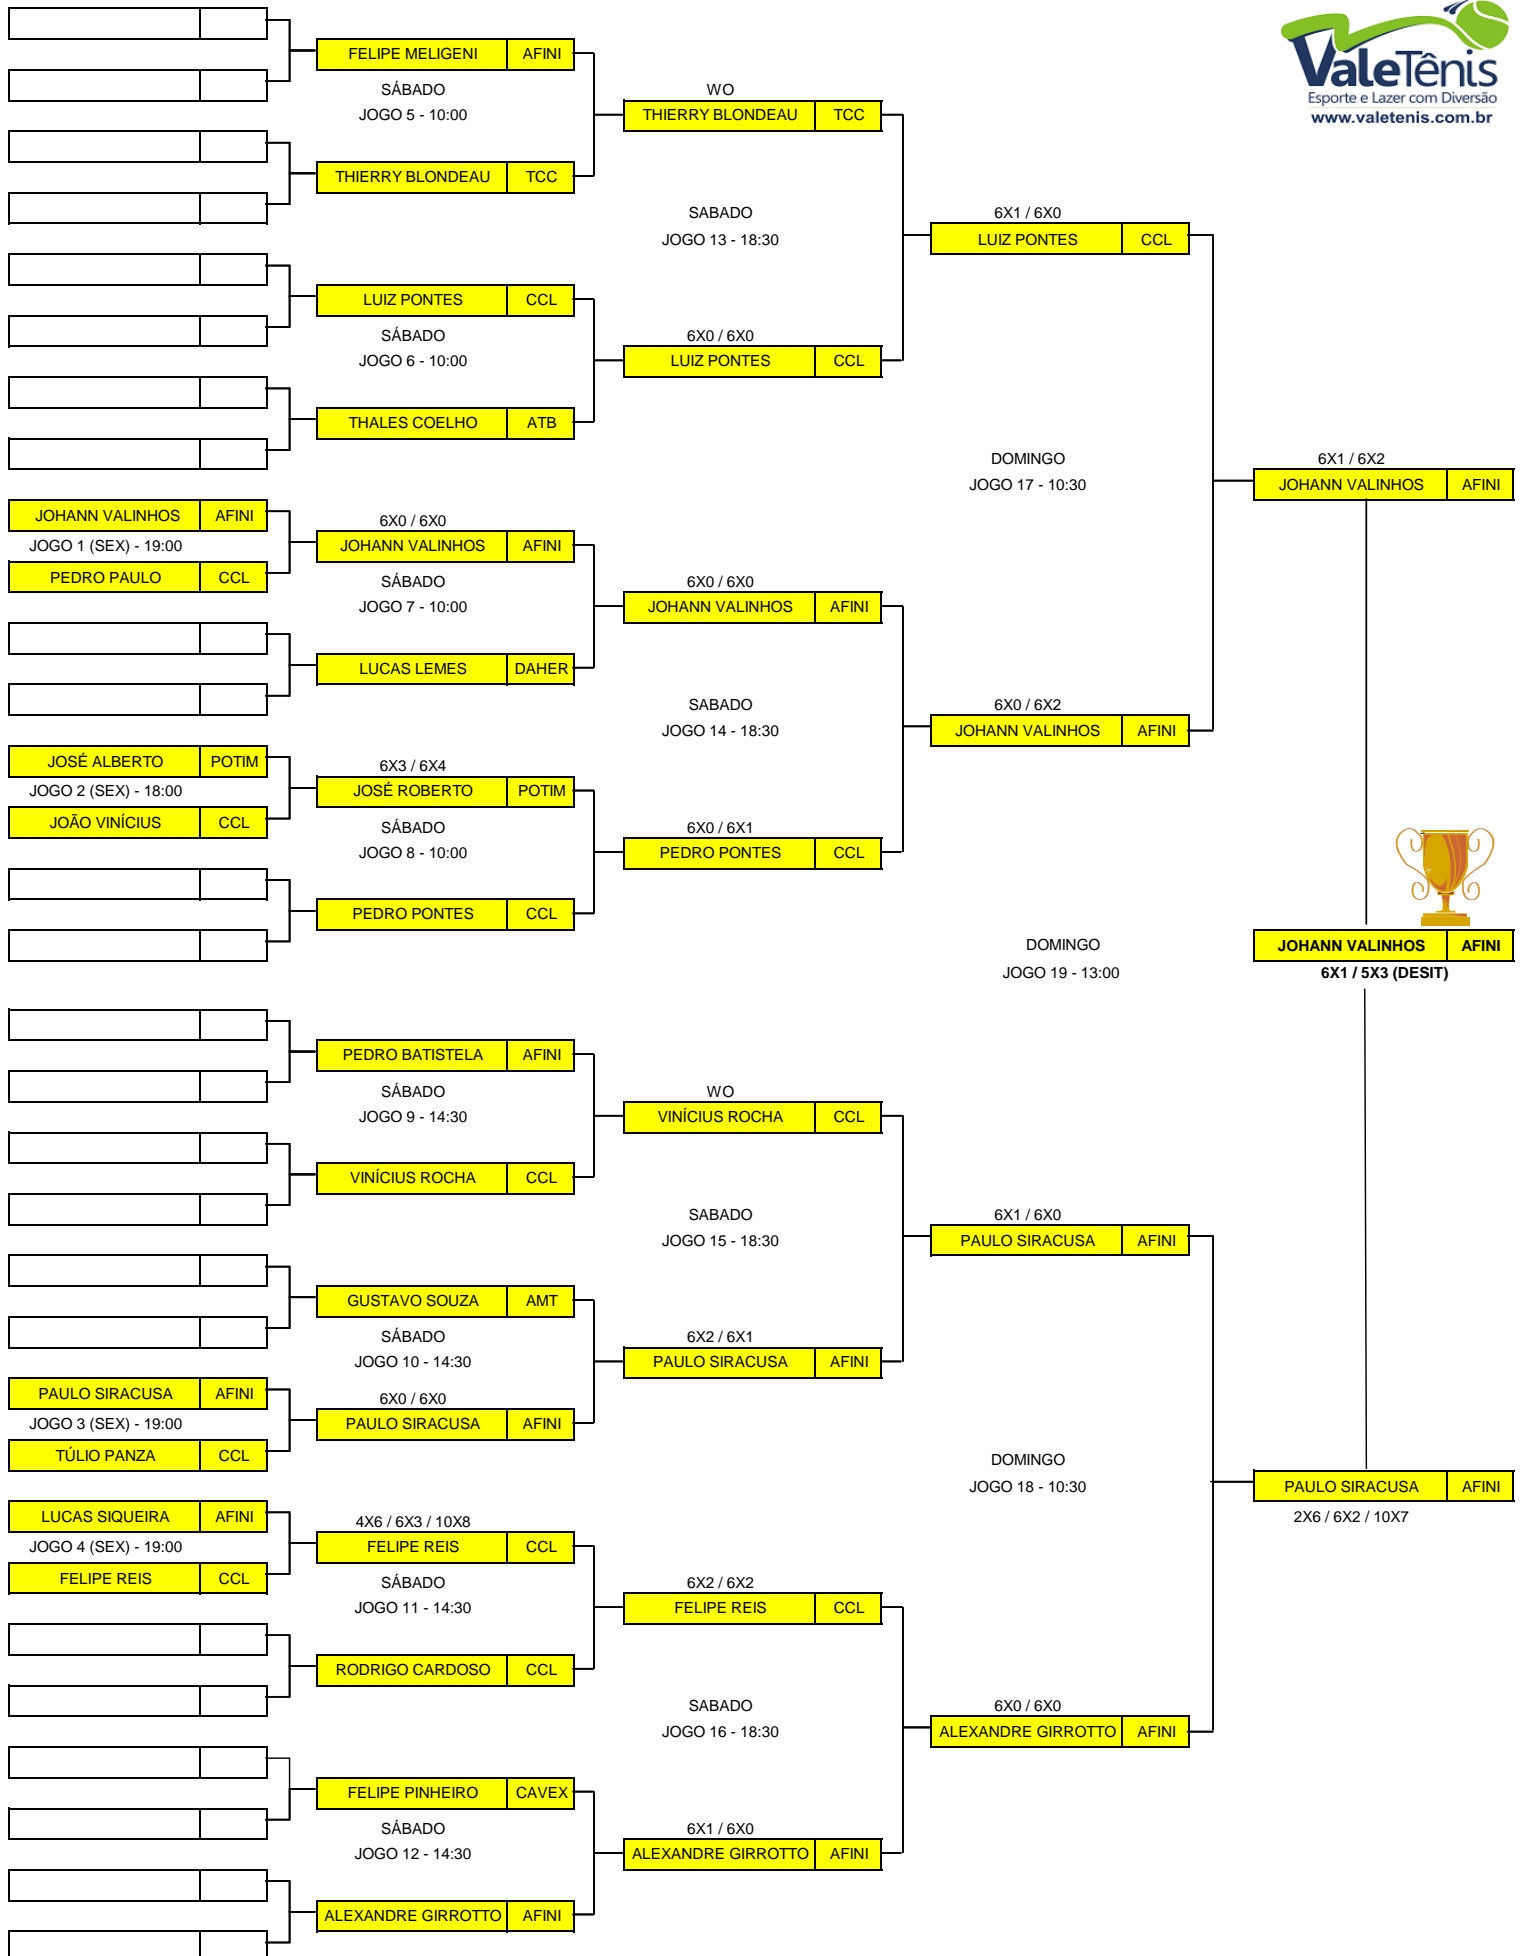 ValeTênis
Esporte e Lazer com Diversão
www.valetenis.com.br
FELIPE MELIGENI AFINI
SÁBADO
JOGO 5 - 10:00
THIERRY BLONDEAU TCC
WO
THIERRY BLONDEAU TCC
SABADO
JOGO 13 - 18:30
6X1 / 6X0
LUIZ PONTES CCL
LUIZ PONTES CCL
SÁBADO
JOGO 6 - 10:00
THALES COELHO ATB
6X0 / 6X0
LUIZ PONTES CCL
DOMINGO
JOGO 17 - 10:30
6X1 / 6X2
JOHANN VALINHOS AFINI
JOHANN VALINHOS AFINI
JOGO 1 (SEX) - 19:00
PEDRO PAULO CCL
6X0 / 6X0
JOHANN VALINHOS AFINI
SÁBADO
JOGO 7 - 10:00
LUCAS LEMES DAHER
6X0 / 6X0
JOHANN VALINHOS AFINI
SABADO
JOGO 14 - 18:30
6X0 / 6X2
JOHANN VALINHOS AFINI
JOSÉ ALBERTO POTIM
JOGO 2 (SEX) - 18:00
JOÃO VINÍCIUS CCL
6X3 / 6X4
JOSÉ ROBERTO POTIM
SÁBADO
JOGO 8 - 10:00
PEDRO PONTES CCL
6X0 / 6X1
PEDRO PONTES CCL
DOMINGO
JOGO 19 - 13:00
JOHANN VALINHOS AFINI
6X1 / 5X3 (DESIT)
PEDRO BATISTELA AFINI
SÁBADO
JOGO 9 - 14:30
VINÍCIUS ROCHA CCL
WO
VINÍCIUS ROCHA CCL
SABADO
JOGO 15 - 18:30
6X1 / 6X0
PAULO SIRACUSA AFINI
GUSTAVO SOUZA AMT
SÁBADO
JOGO 10 - 14:30
6X0 / 6X0
PAULO SIRACUSA AFINI
6X2 / 6X1
PAULO SIRACUSA AFINI
PAULO SIRACUSA AFINI
JOGO 3 (SEX) - 19:00
TÚLIO PANZA CCL
DOMINGO
JOGO 18 - 10:30
PAULO SIRACUSA AFINI
2X6 / 6X2 / 10X7
LUCAS SIQUEIRA AFINI
JOGO 4 (SEX) - 19:00
FELIPE REIS CCL
4X6 / 6X3 / 10X8
FELIPE REIS CCL
SÁBADO
JOGO 11 - 14:30
RODRIGO CARDOSO CCL
6X2 / 6X2
FELIPE REIS CCL
SABADO
JOGO 16 - 18:30
6X0 / 6X0
ALEXANDRE GIRROTTO AFINI
FELIPE PINHEIRO CAVEX
SÁBADO
JOGO 12 - 14:30
ALEXANDRE GIRROTTO AFINI
6X1 / 6X0
ALEXANDRE GIRROTTO AFINI